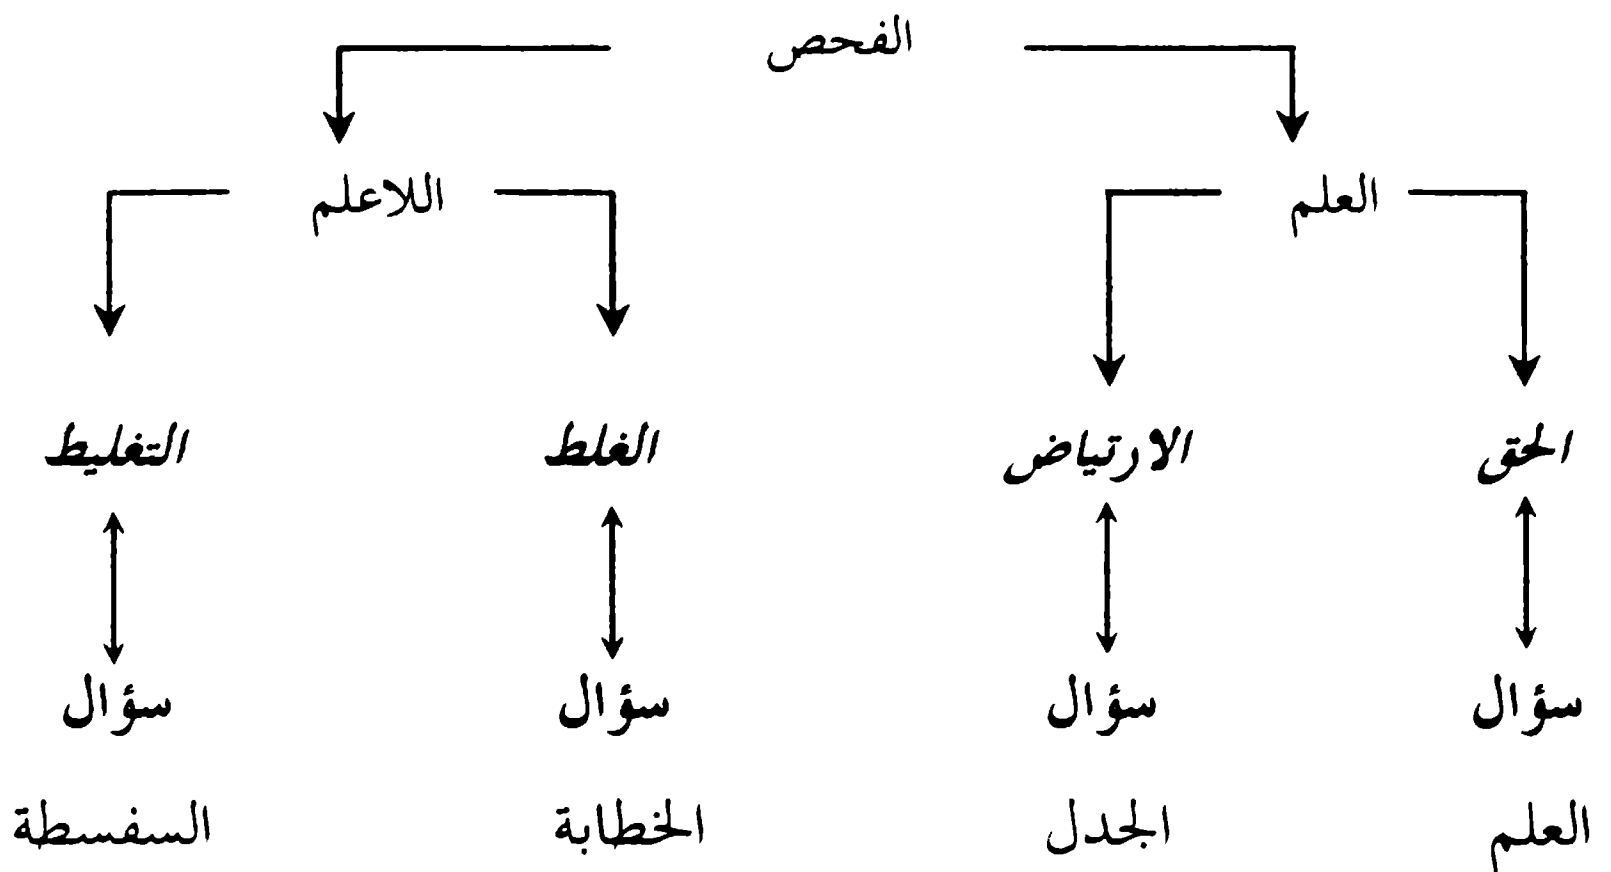 الفحص
العلم اللاعلم
الحق الارتياض الغلط التغليط
سؤال سؤال سؤال سؤال
العلم الجدل الخطابة السفسطة